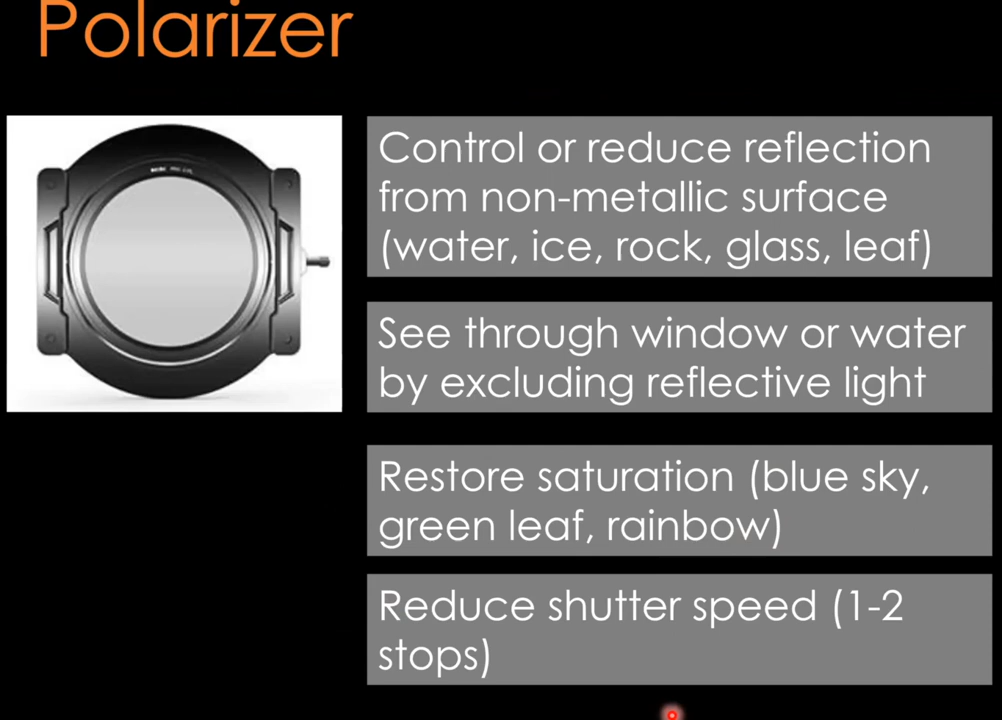 Polarizer
Control or reduce reflection
from non-metallic surface
(water, ice, rock, glass, leaf)
See through window or water
by excluding reflective light
Restore saturation (blue sky,
green leaf, rainbow)
Reduce shutter speed (1-2
stops)